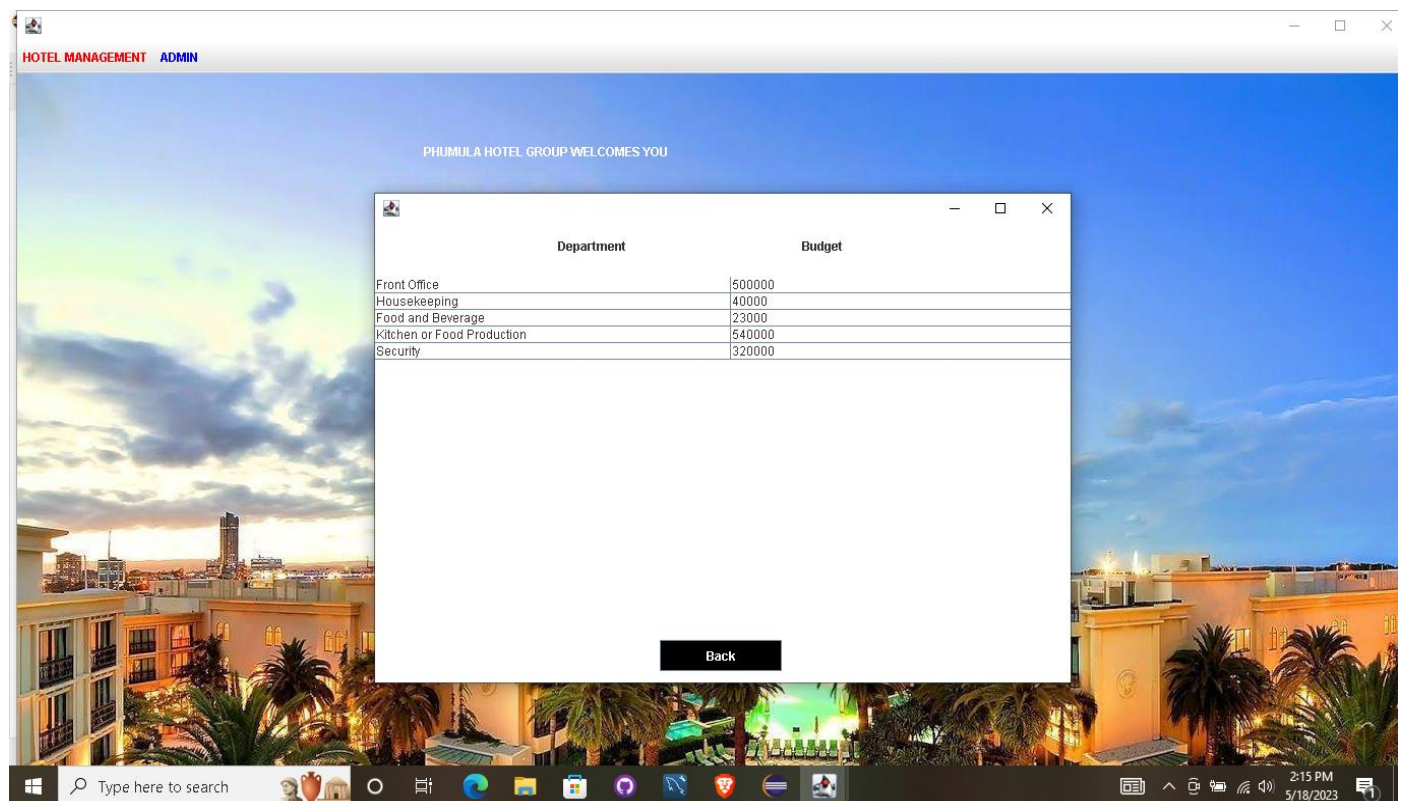 HOTEL MANAGEMENT ADMIN
PHUMULA HOTEL GROUP WELCOMES YOU
Department Budget
Front Office 500000
Housekeeping 40000
Food and Beverage 23000
Kitchen or Food Production 540000
Security 320000
Back
Type here to search
2:15 PM
5/18/2023
1